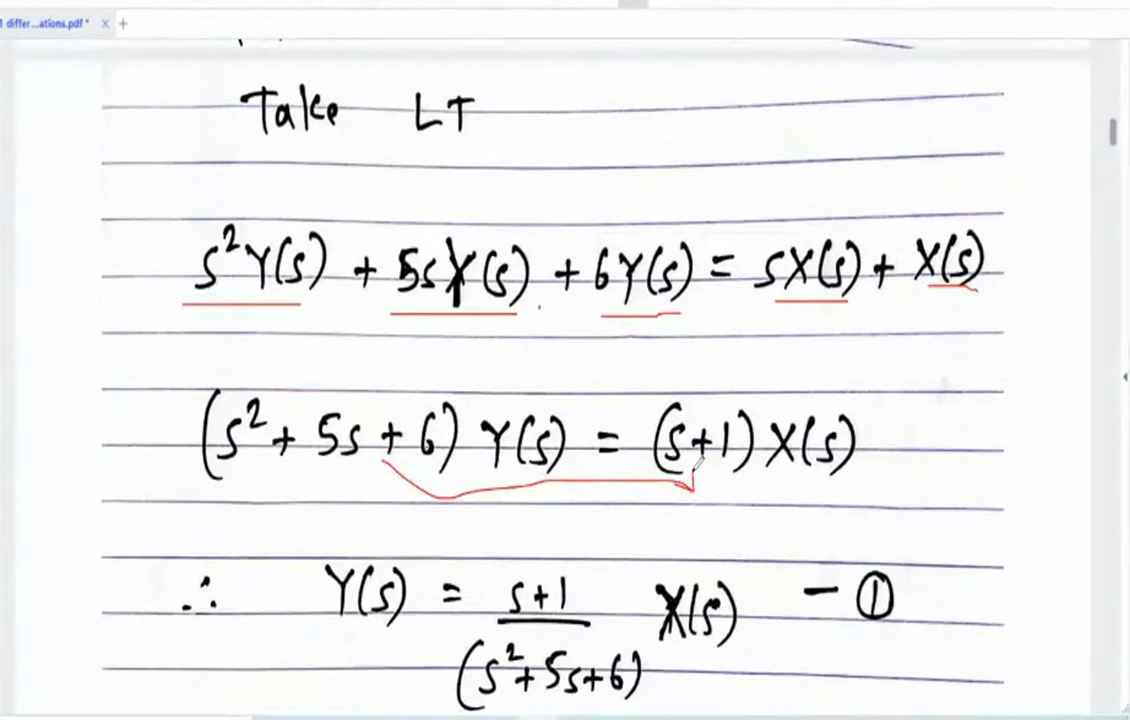 differ...ations.pdf *
Take LT
s²Y(s) + 5sY(s) + 6Y(s) = sX(s) + X(s)
(s² + 5s + 6) Y(s) = (s+1) X(s)
∴ Y(s) = s+1 X(s) - ①
(s²+5s+6)